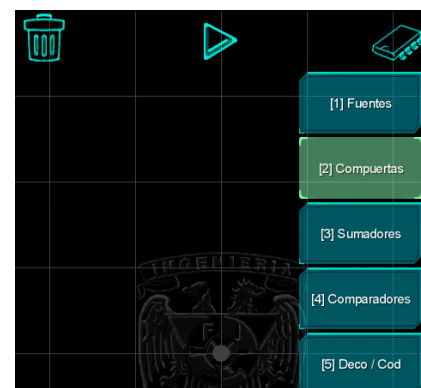 [1] Fuentes
[2] Compuertas
[3] Sumadores
INGENIERIA
[4] Comparadores
F I
[5] Deco / Cod